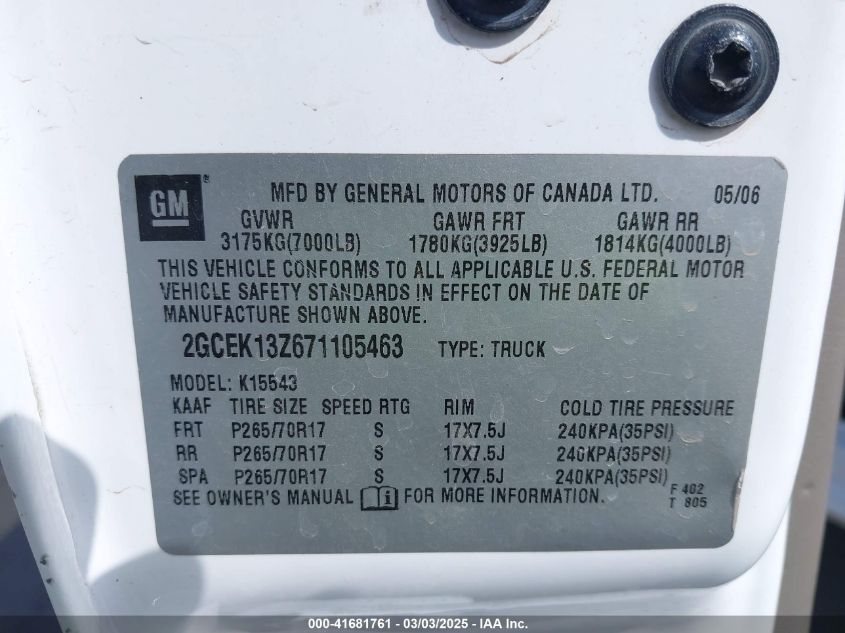 GM
MFD BY GENERAL MOTORS OF CANADA LTD. 05/06
GVWR GAWR FRT GAWR RR
3175KG(7000LB) 1780KG(3925LB) 1814KG(4000LB)
THIS VEHICLE CONFORMS TO ALL APPLICABLE U.S. FEDERAL MOTOR
VEHICLE SAFETY STANDARDS IN EFFECT ON THE DATE OF
MANUFACTURE SHOWN ABOVE.
2GCEK13Z671105463 TYPE: TRUCK
MODEL: K15543
KAAF TIRE SIZE SPEED RTG RIM COLD TIRE PRESSURE
FRT P265/70R17 S 17X7.5J 240KPA(35PSI)
RR P265/70R17 S 17X7.5J 240KPA(35PSI)
SPA P265/70R17 S 17X7.5J 240KPA(35PSI)
SEE OWNER'S MANUAL i FOR MORE INFORMATION. F 402
T 805
000-41681761 - 03/03/2025 - IAA Inc.